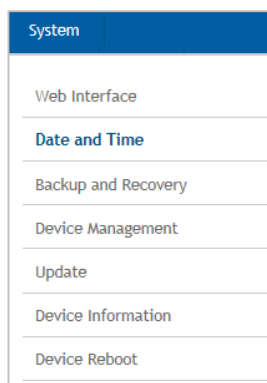 System
Web Interface
Date and Time
Backup and Recovery
Device Management
Update
Device Information
Device Reboot